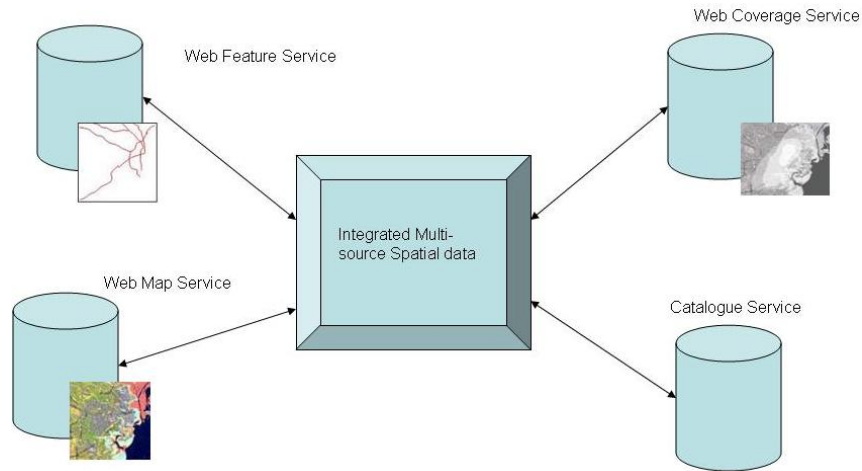 Web Coverage Service
Web Feature Service
Integrated Multi-
source Spatial data
Web Map Service
Catalogue Service